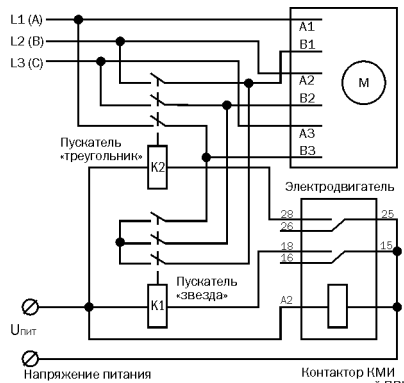 L1 (A)
L2 (B)
L3 (C)
A1
B1
A2
B2
A3
B3
M
Пускатель
«треугольник»
K2
Электродвигатель
28
26
25
18
16
15
Пускатель
«звезда»
K1
A2
Uпит
Напряжение питания
Контактор КМИ